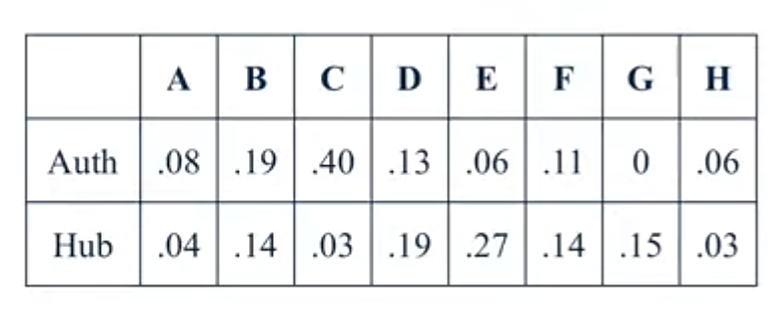 A B C D E F G H
Auth .08 .19 .40 .13 .06 .11 0 .06
Hub .04 .14 .03 .19 .27 .14 .15 .03